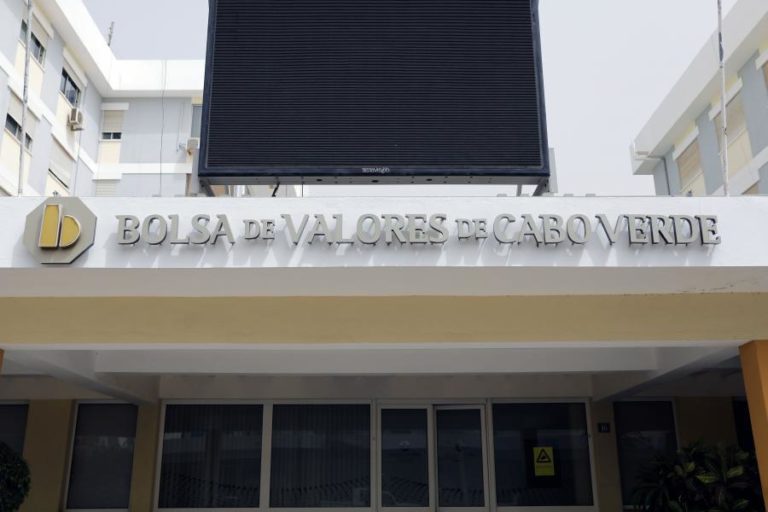 BOLSA DE VALORES DE CABO VERDE